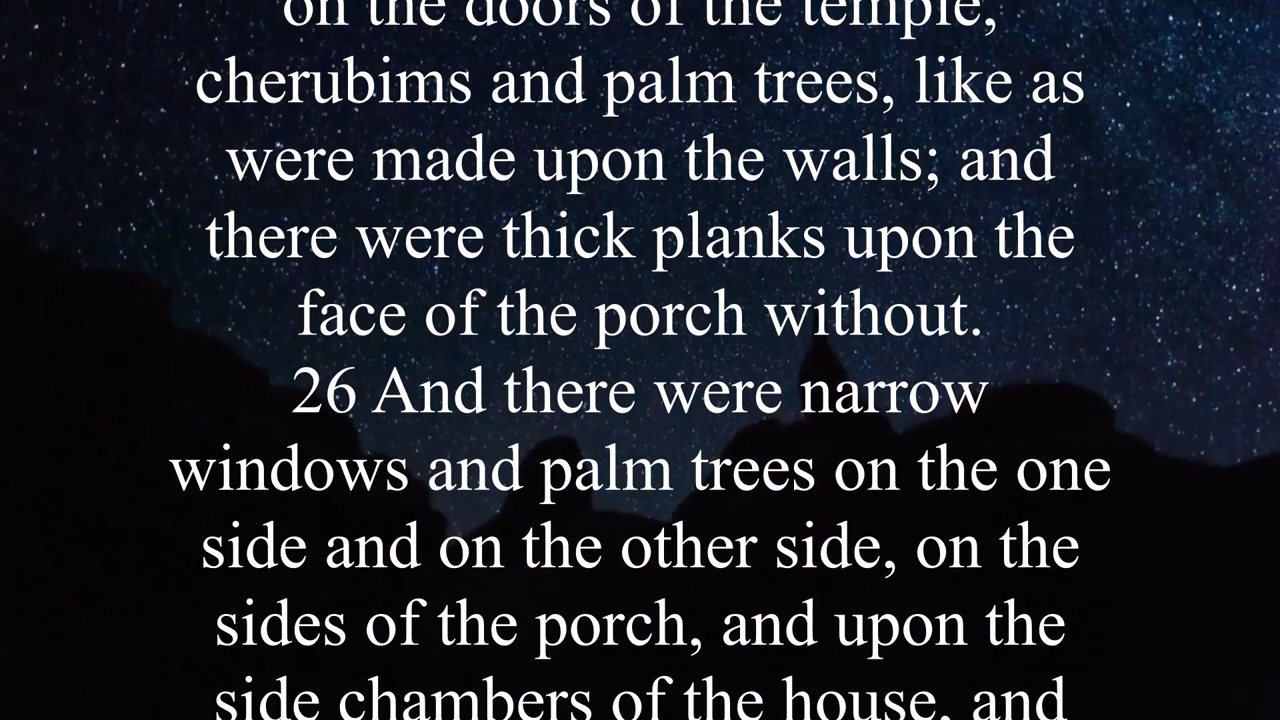 on the doors of the temple,
cherubims and palm trees, like as
were made upon the walls; and
there were thick planks upon the
face of the porch without.
26 And there were narrow
windows and palm trees on the one
side and on the other side, on the
sides of the porch, and upon the
side chambers of the house, and